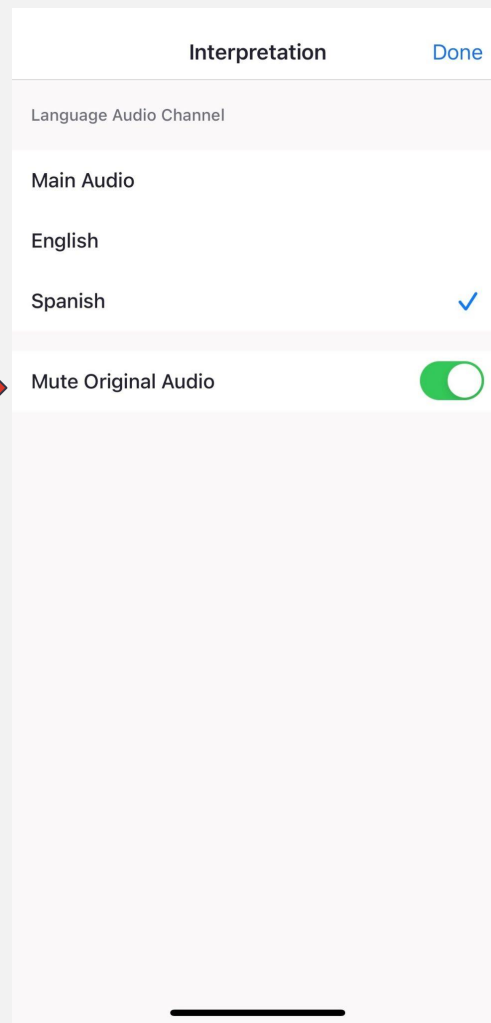 Interpretation Done
Language Audio Channel
Main Audio
English
Spanish
Mute Original Audio